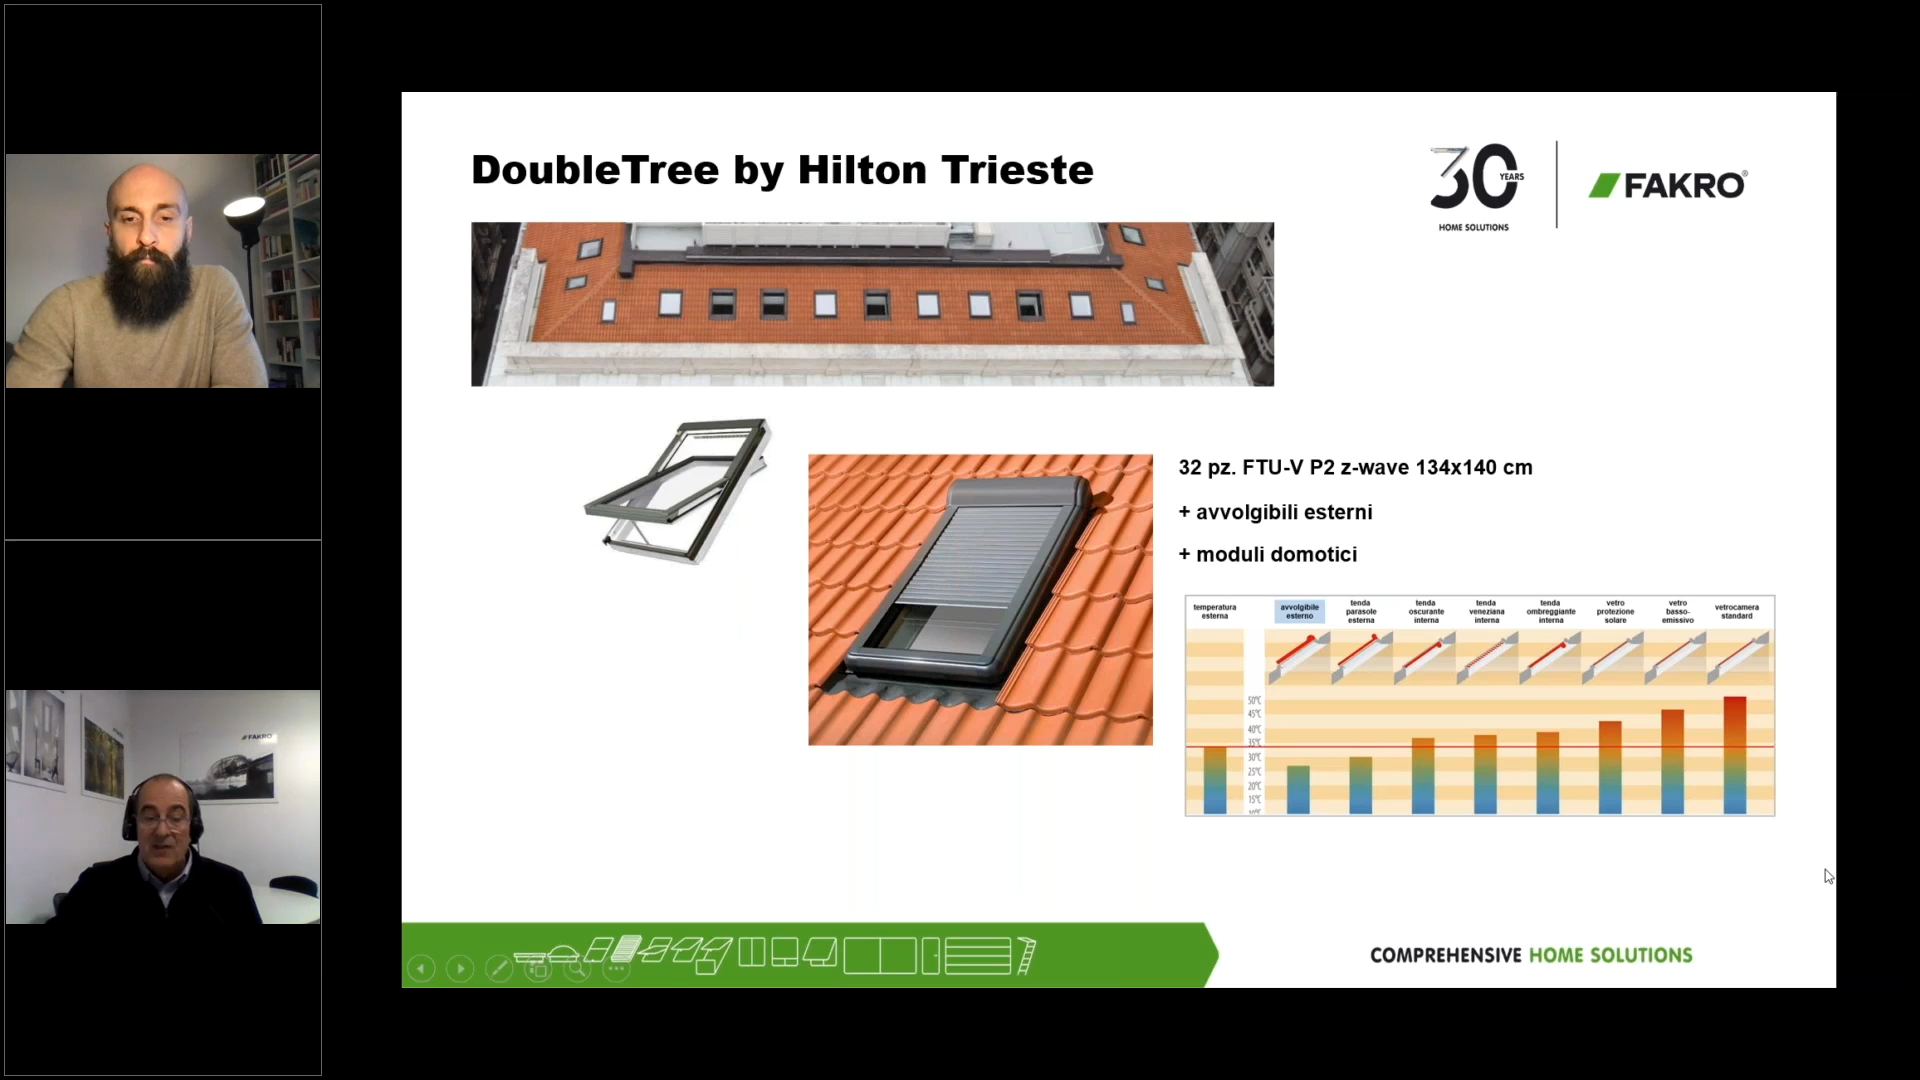 DoubleTree by Hilton Trieste
30 YEARS
HOME SOLUTIONS
FAKRO®
32 pz. FTU-V P2 z-wave 134x140 cm
+ avvolgibili esterni
+ moduli domotici
temperatura
esterna
avvolgibile
esterno
tenda
parasole
esterna
tenda
oscurante
interna
tenda
veneziana
interna
tenda
ombreggiante
interna
vetro
protezione
solare
vetro
basso-
emissivo
vetrocamera
standard
50°C
45°C
40°C
35°C
30°C
25°C
20°C
15°C
FAKRO
COMPREHENSIVE HOME SOLUTIONS